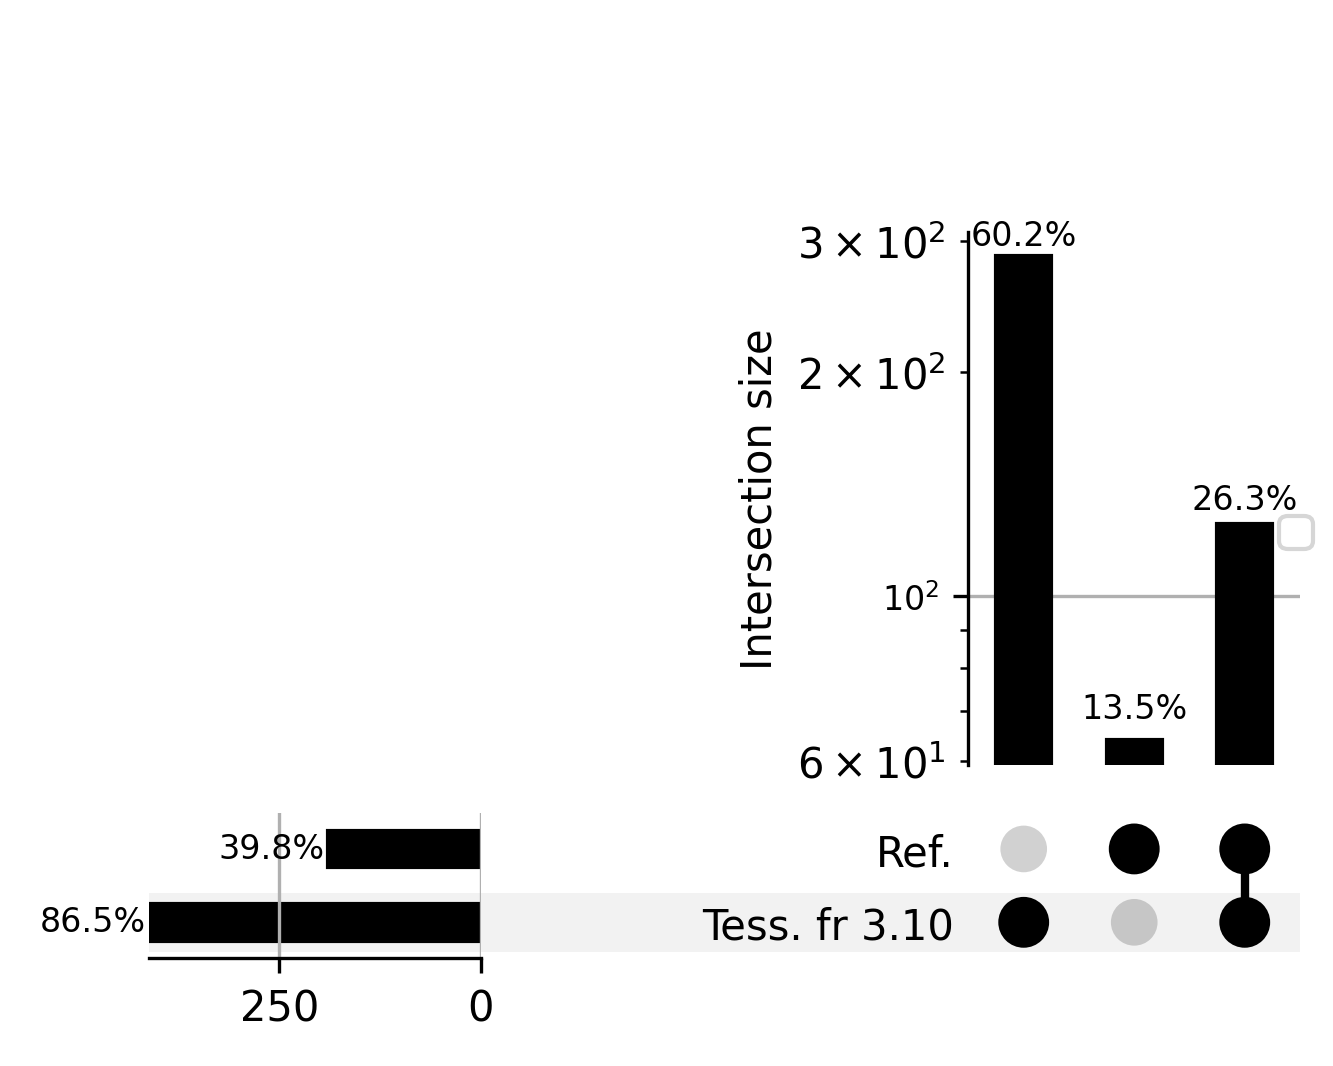 3 × 10² 60.2%
2 × 10²
Intersection size
26.3%
10²
13.5%
6 × 10¹
39.8% Ref.
86.5% Tess. fr 3.10
250 0